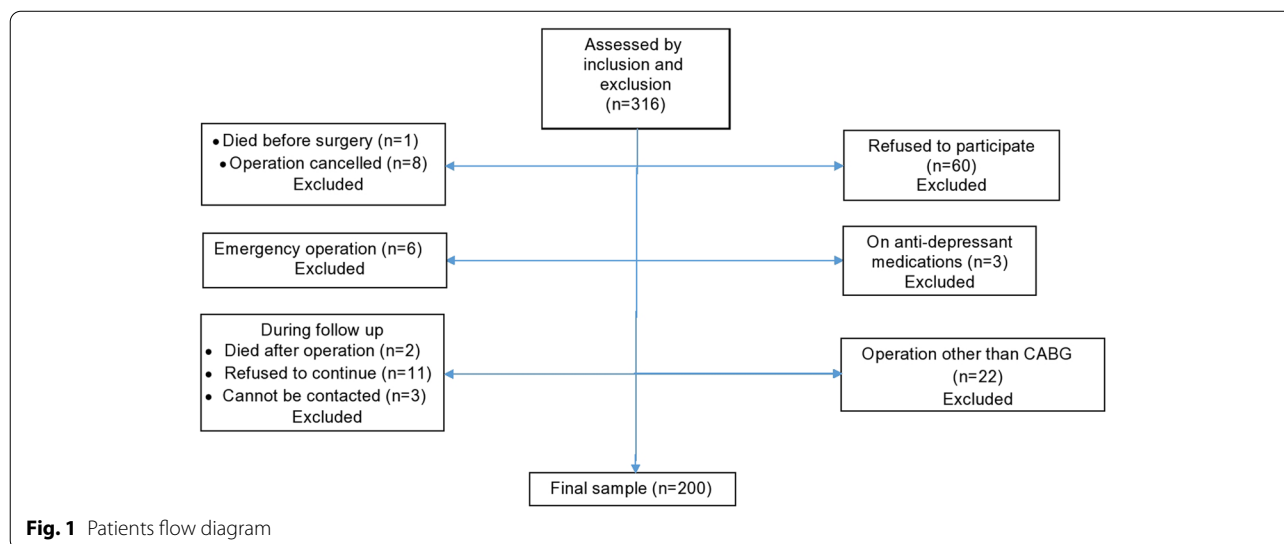 Assessed by
inclusion and
exclusion
(n=316)
• Died before surgery (n=1)
• Operation cancelled (n=8)
Excluded
Refused to participate
(n=60)
Excluded
Emergency operation (n=6)
Excluded
On anti-depressant
medications (n=3)
Excluded
During follow up
• Died after operation (n=2)
• Refused to continue (n=11)
• Cannot be contacted (n=3)
Excluded
Operation other than CABG
(n=22)
Excluded
Final sample (n=200)
Fig. 1 Patients flow diagram